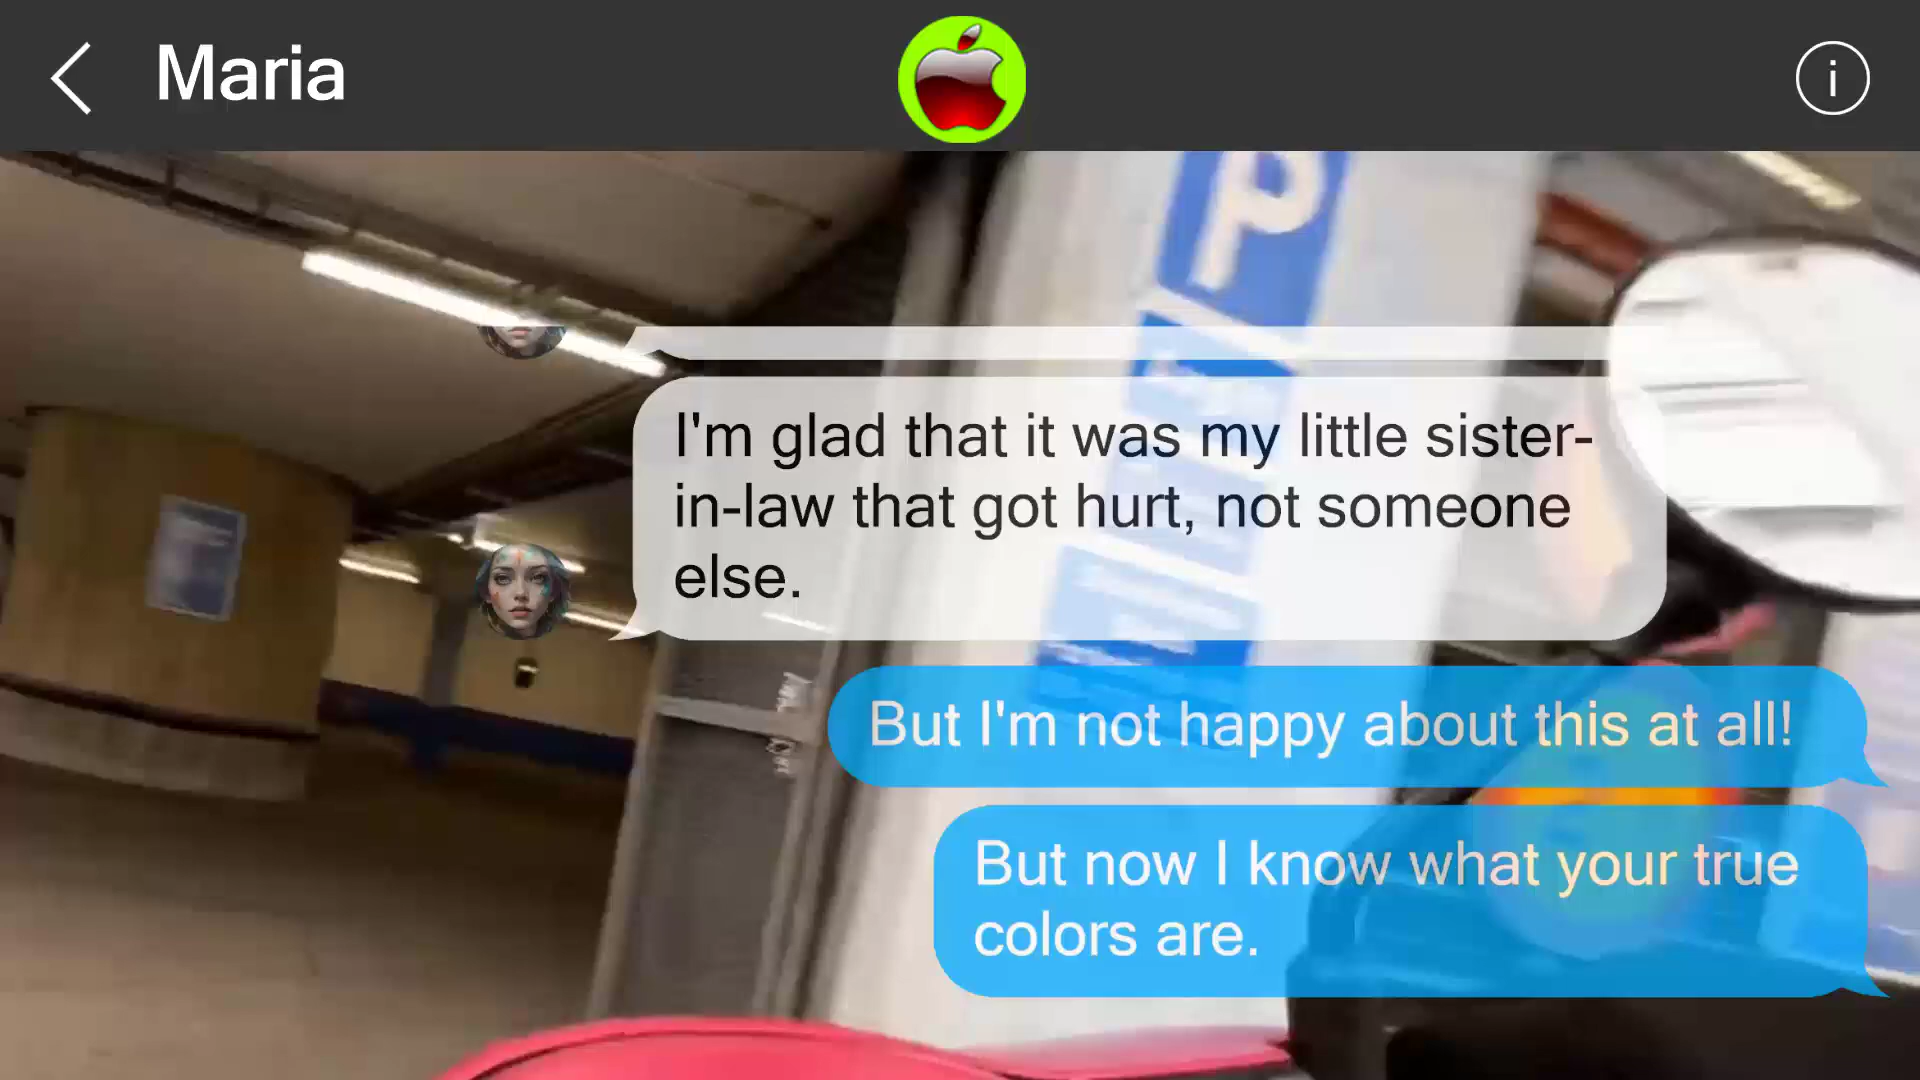 Maria
P
I'm glad that it was my little sister-
in-law that got hurt, not someone
else.
But I'm not happy about this at all!
But now I know what your true
colors are.